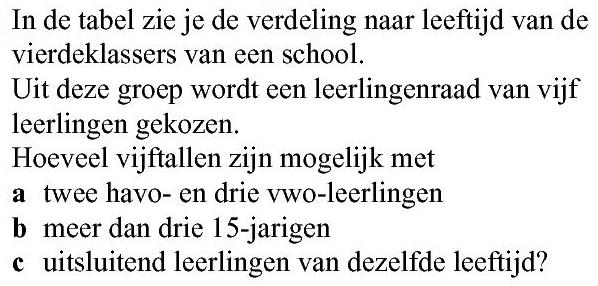 In de tabel zie je de verdeling naar leeftijd van de
vierdeklassers van een school.
Uit deze groep wordt een leerlingenraad van vijf
leerlingen gekozen.
Hoeveel vijftallen zijn mogelijk met
a twee havo- en drie vwo-leerlingen
b meer dan drie 15-jarigen
c uitsluitend leerlingen van dezelfde leeftijd?